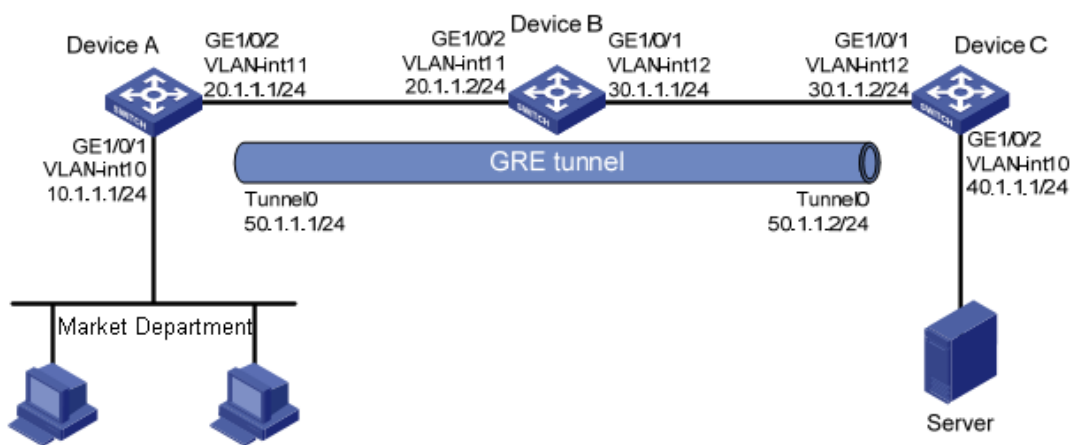 Device A
GE1/0/2
VLAN-int11
20.1.1.1/24
GE1/0/2
VLAN-int11
20.1.1.2/24
Device B
GE1/0/1
VLAN-int12
30.1.1.1/24
GE1/0/1
VLAN-int12
30.1.1.2/24
Device C
SWITCH
SWITCH
SWITCH
GE1/0/1
VLAN-int10
10.1.1.1/24
GRE tunnel
Tunnel0
50.1.1.1/24
Tunnel0
50.1.1.2/24
GE1/0/2
VLAN-int10
40.1.1.1/24
Market Department
Server